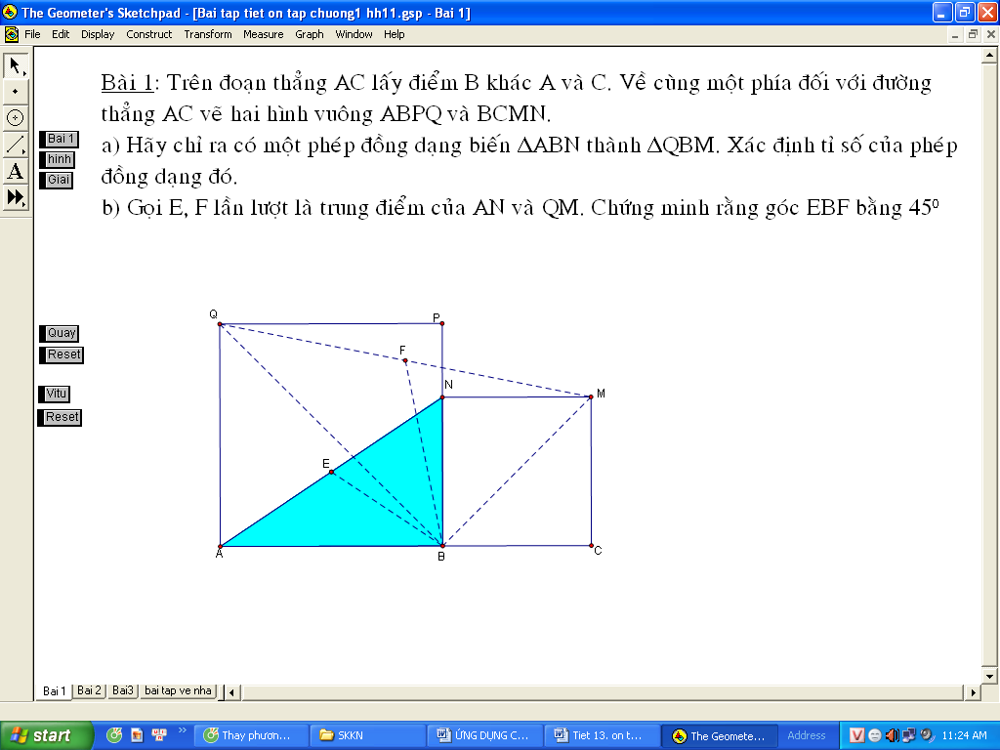 The Geometer's Sketchpad - [Bai tap tiet on tap chuong1 hh11.gsp - Bai 1]
File Edit Display Construct Transform Measure Graph Window Help
Bài 1: Trên đoạn thẳng AC lấy điểm B khác A và C. Về cùng một phía đối với đường
thẳng AC vẽ hai hình vuông ABPQ và BCMN.
a) Hãy chỉ ra có một phép đồng dạng biến ΔABN thành ΔQBM. Xác định tỉ số của phép
đồng dạng đó.
b) Gọi E, F lần lượt là trung điểm của AN và QM. Chứng minh rằng góc EBF bằng 45⁰
Bai 1
hinh
Giai
A
Quay
Reset
Vitu
Reset
Q
P
F
N
M
E
A
B
C
Bai 1 Bai 2 Bai3 bai tap ve nha
start
Thay phươn...
SKKN
ỨNG DỤNG C...
Tiet 13. on t...
The Geomete...
Address
V
11:24 AM